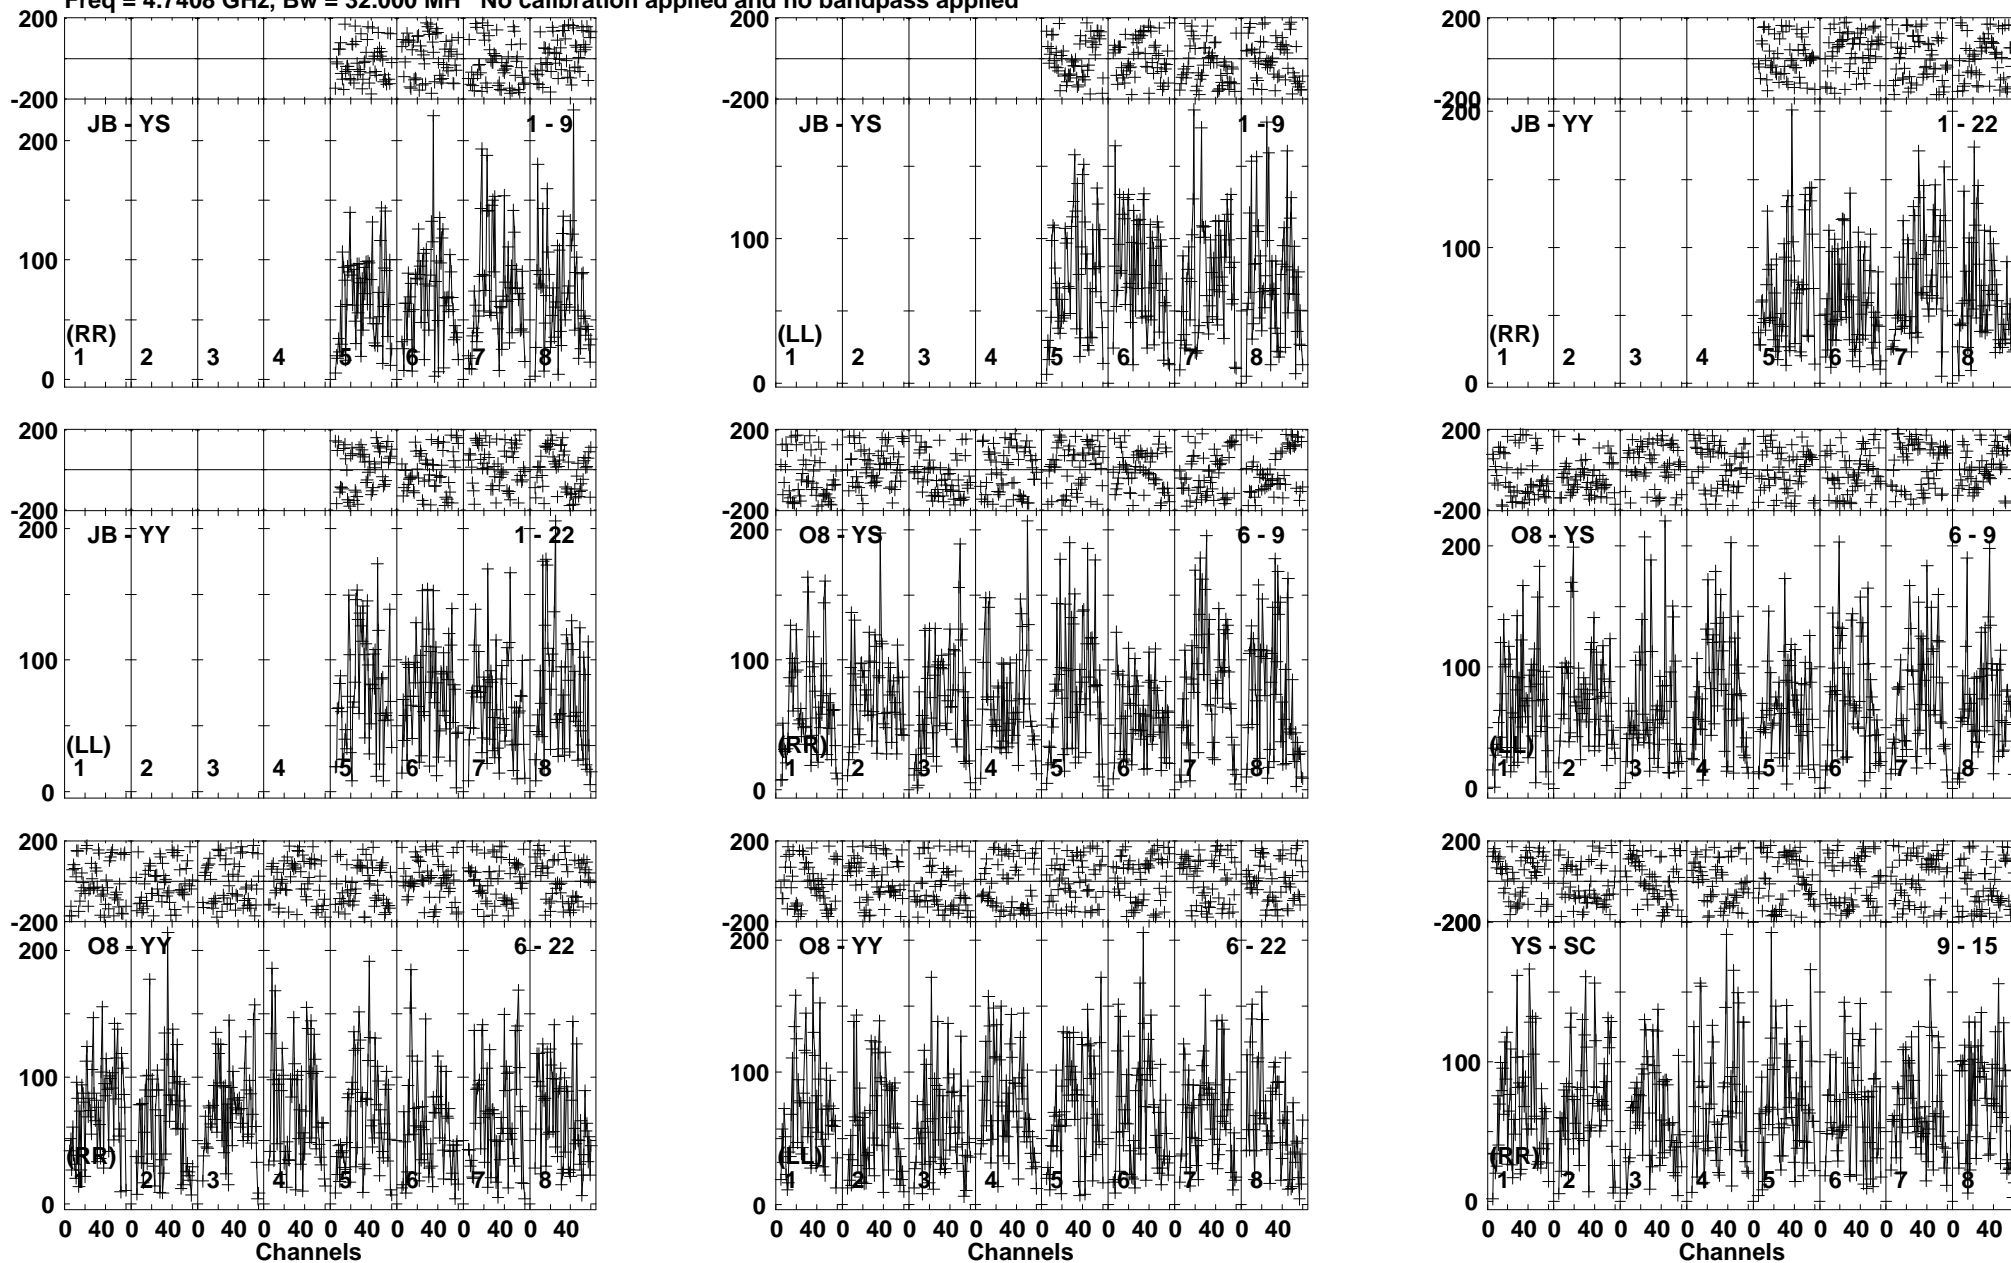 Freq = 4.7408 GHz, Bw = 32.000 MH No calibration applied and no bandpass applied
200 200 200
-200 -200 -200
JB - YS 1 - 9 JB - YS 1 - 9 JB - YY 1 - 22
200 200
100 100 100
(RR) (LL) (RR)
1 2 3 4 5 6 7 8 1 2 3 4 5 6 7 8 1 2 3 4 5 6 7 8
0 0 0
200 200 200
-200 -200 -200
JB - YY 1 - 22 O8 - YS 6 - 9 O8 - YS 6 - 9
200 200 200
100 100 100
(LL) (RR) (LL)
1 2 3 4 5 6 7 8 1 2 3 4 5 6 7 8 1 2 3 4 5 6 7 8
0 0 0
200 200 200
-200 -200 -200
O8 - YY 6 - 22 O8 - YY 6 - 22 YS - SC 9 - 15
200 200
100 100 100
(RR) (LL) (RR)
1 2 3 4 5 6 7 8 1 2 3 4 5 6 7 8 1 2 3 4 5 6 7 8
0 0 0
0 40 0 40 0 40 0 40 0 40 0 40 0 40 0 40 0 40 0 40 0 40 0 40 0 40 0 40 0 40 0 40 0 40 0 40 0 40 0 40 0 40 0 40 0 40 0 40
Channels Channels Channels